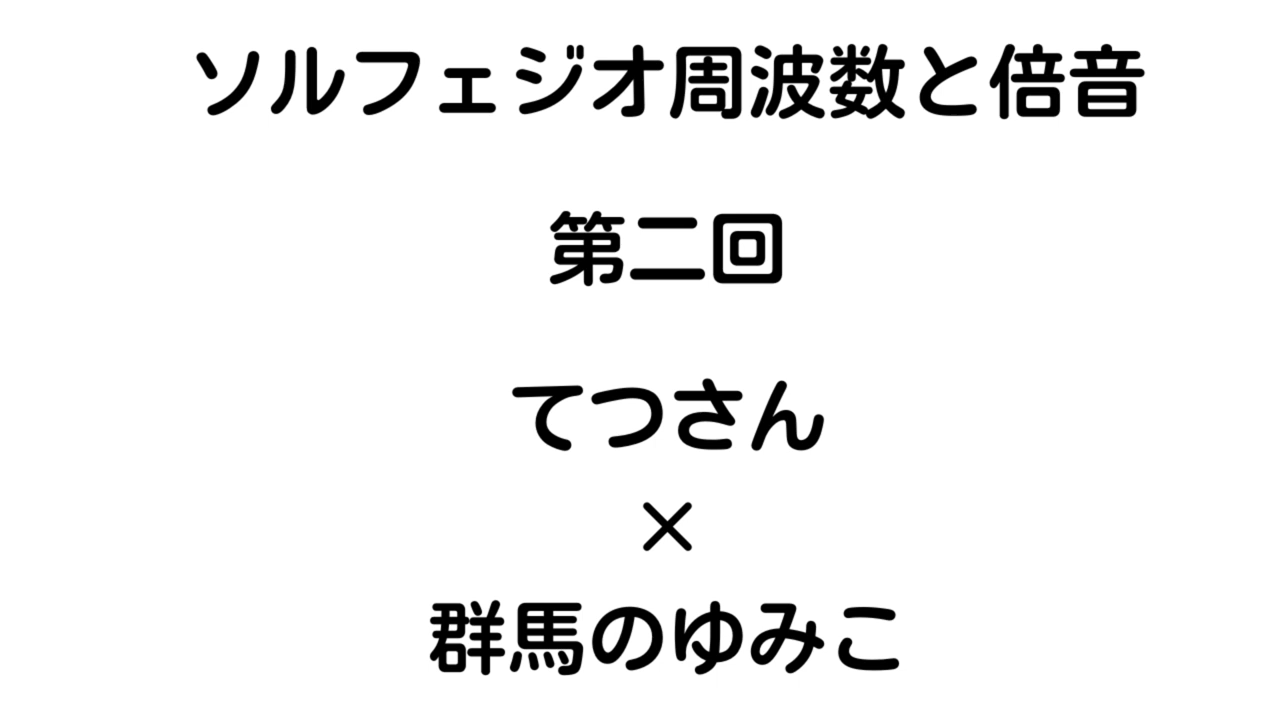 ソルフェジオ周波数と倍音
第二回
てつさん
×
群馬のゆみこ